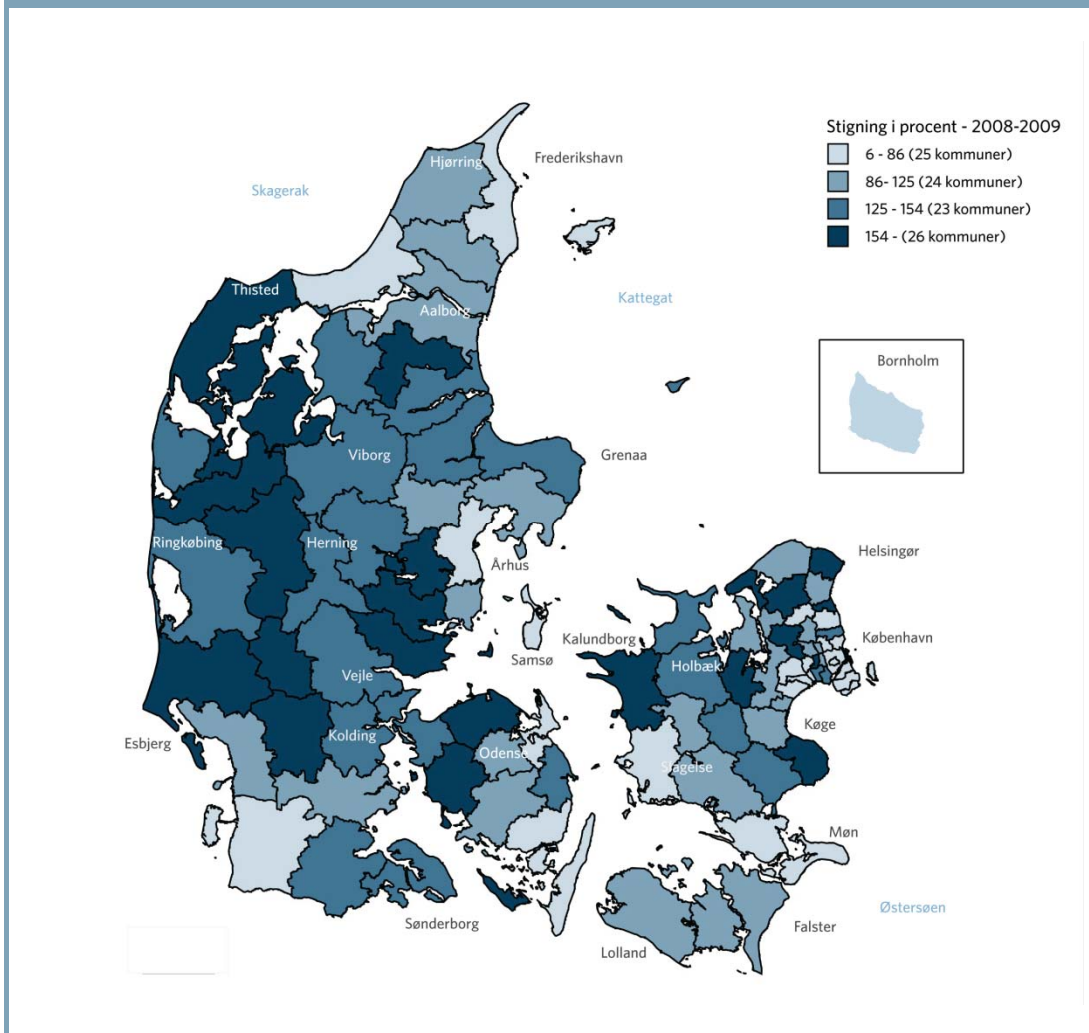 Stigning i procent - 2008-2009
6 - 86 (25 kommuner)
86- 125 (24 kommuner)
125 - 154 (23 kommuner)
154 - (26 kommuner)
Hjørring
Frederikshavn
Skagerak
Thisted
Kattegat
Aalborg
Bornholm
Viborg
Grenaa
Ringkøbing
Herning
Helsingør
Århus
Kalundborg
København
Samsø
Holbæk
Vejle
Køge
Esbjerg
Kolding
Odense
Slagelse
Møn
Østersøen
Sønderborg
Falster
Lolland